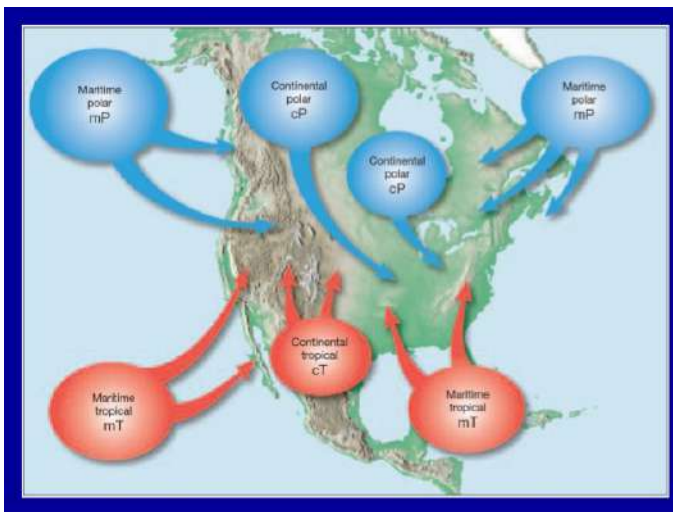 Maritime
polar
mP
Continental
polar
cP
Maritime
polar
mP
Continental
polar
cP
Continental
tropical
cT
Maritime
tropical
mT
Maritime
tropical
mT